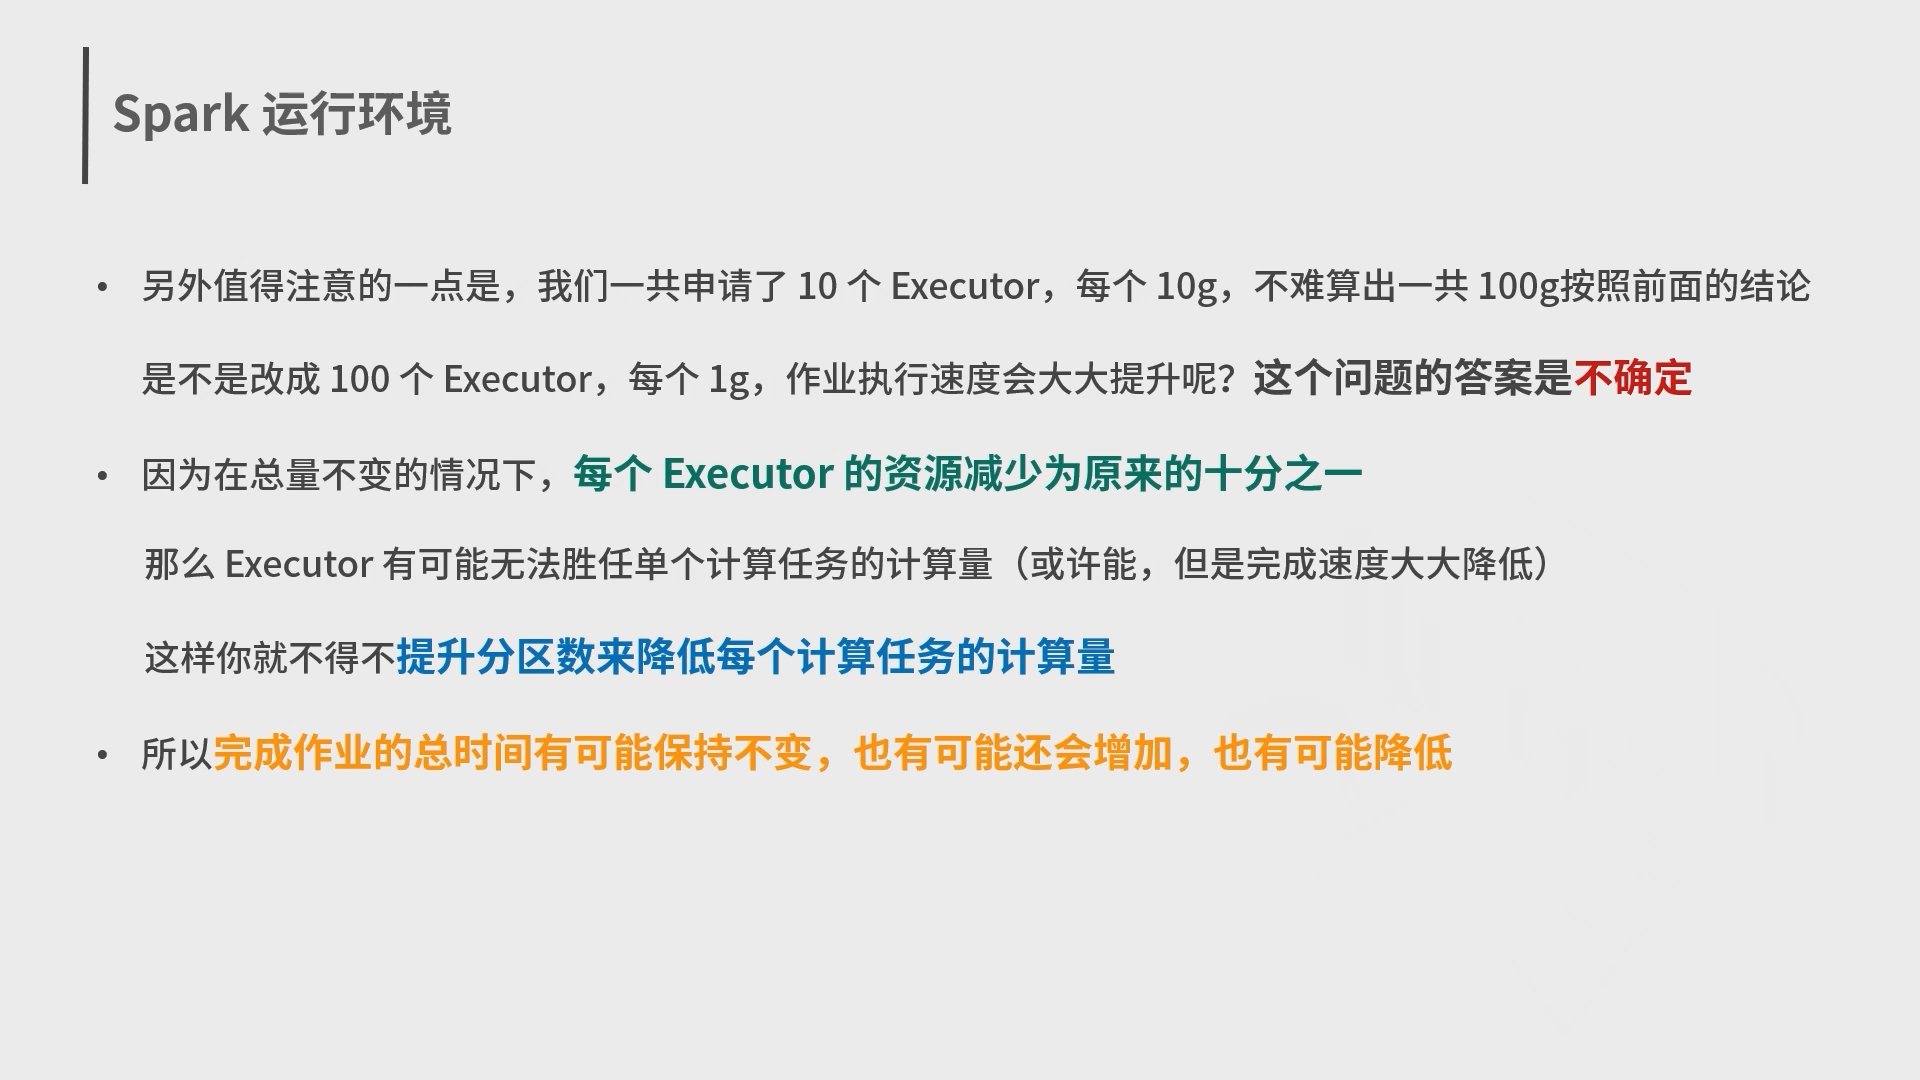 Spark 运行环境
• 另外值得注意的一点是，我们一共申请了 10 个 Executor，每个 10g，不难算出一共 100g按照前面的结论
是不是改成 100 个 Executor，每个 1g，作业执行速度会大大提升呢？这个问题的答案是不确定
• 因为在总量不变的情况下，每个 Executor 的资源减少为原来的十分之一
那么 Executor 有可能无法胜任单个计算任务的计算量（或许能，但是完成速度大大降低）
这样你就不得不提升分区数来降低每个计算任务的计算量
• 所以完成作业的总时间有可能保持不变，也有可能还会增加，也有可能降低